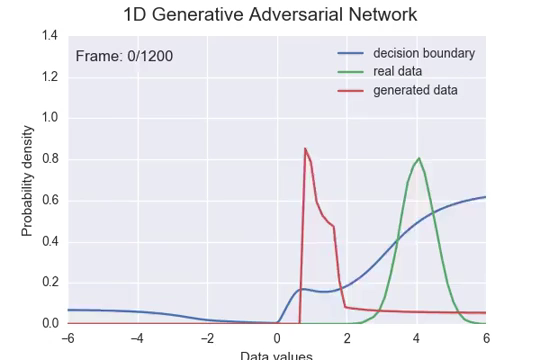 1D Generative Adversarial Network
Frame: 0/1200
decision boundary
real data
generated data
Probability density
1.4
1.2
1.0
0.8
0.6
0.4
0.2
0.0
−6
−4
−2
0
2
4
6
Data values